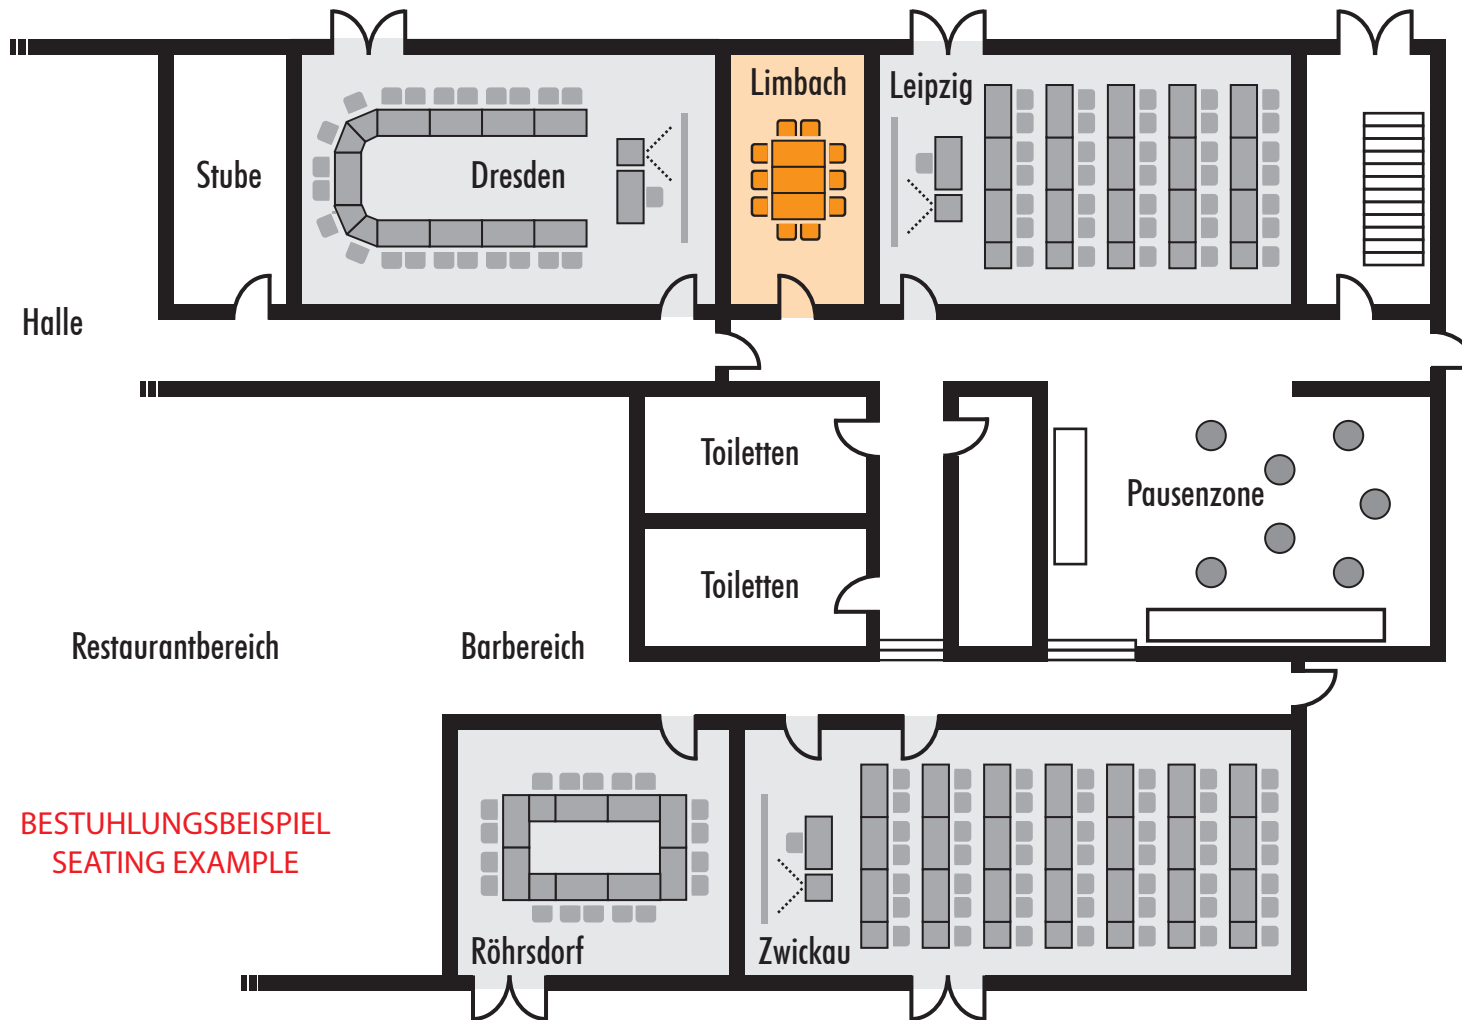 Limbach
Leipzig
Stube
Dresden
Halle
Toiletten
Pausenzone
Toiletten
Restaurantbereich
Barbereich
BESTUHLUNGSBEISPIEL
SEATING EXAMPLE
Röhrsdorf
Zwickau